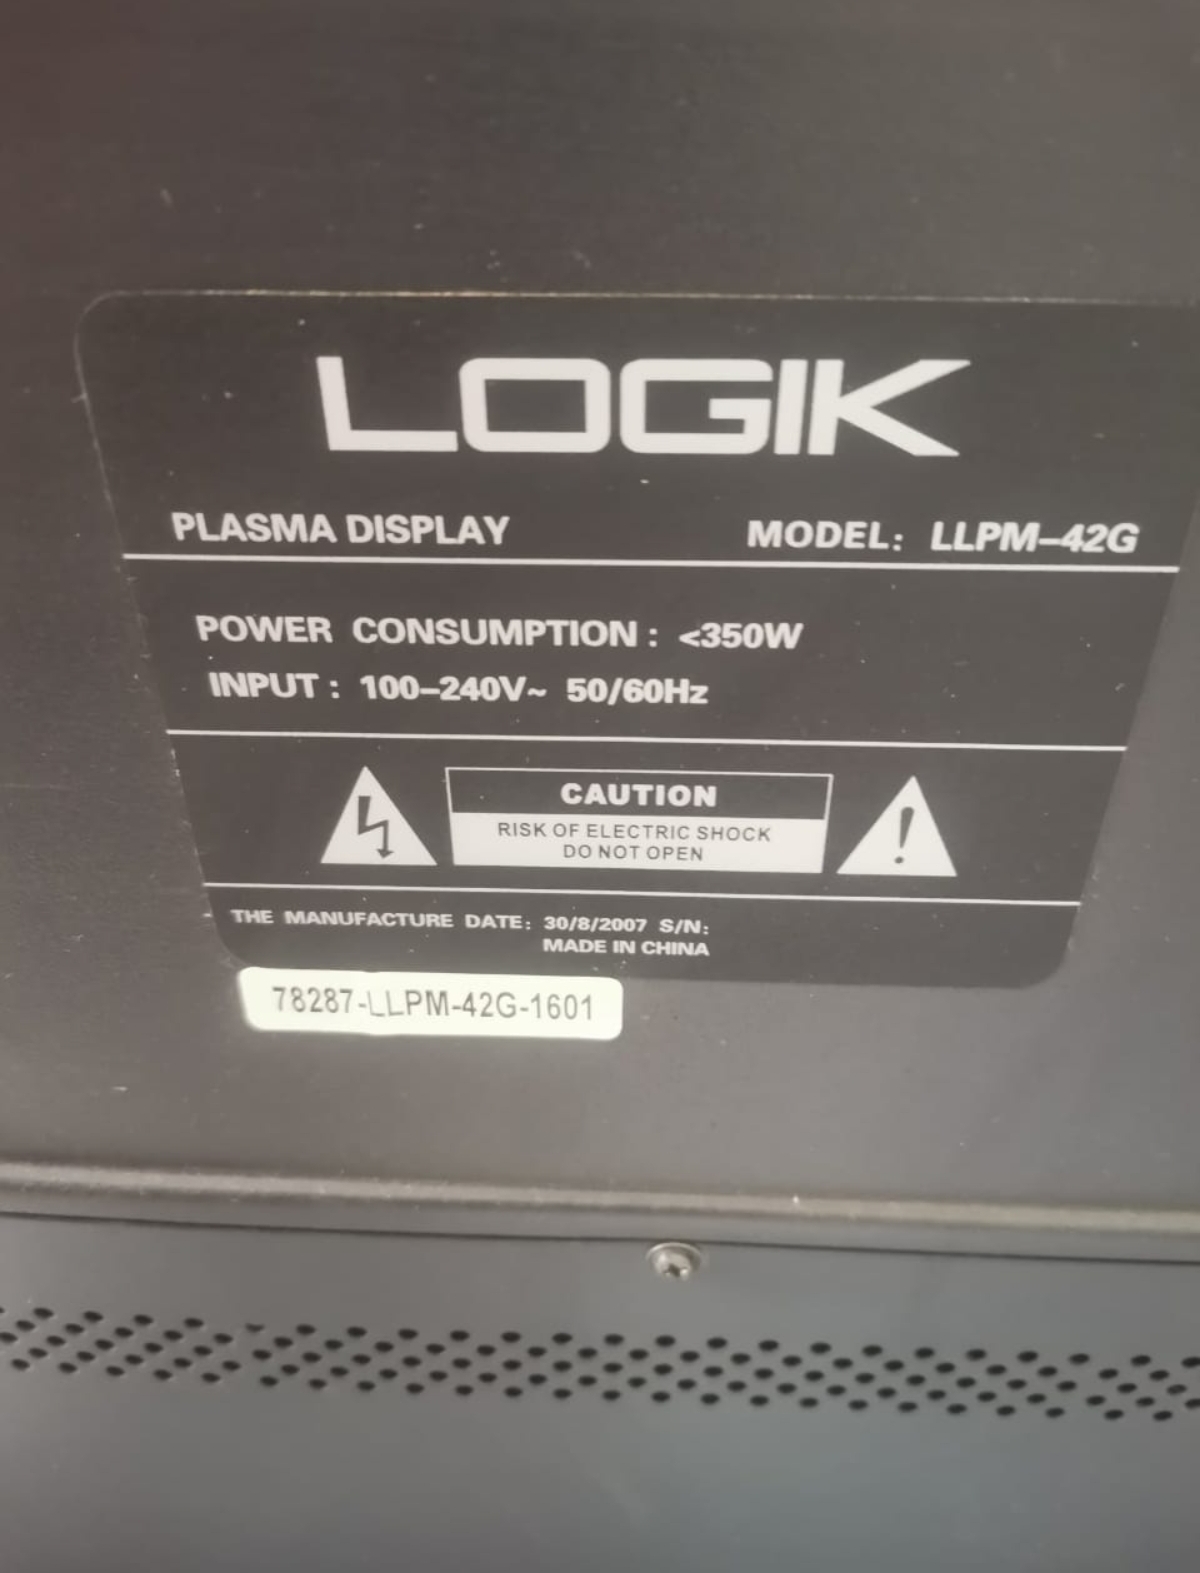 LOGIK
PLASMA DISPLAY MODEL: LLPM-42G
POWER CONSUMPTION: <350W
INPUT: 100-240V~ 50/60Hz
CAUTION
RISK OF ELECTRIC SHOCK
DO NOT OPEN
THE MANUFACTURE DATE: 30/8/2007 S/N:
MADE IN CHINA
78287-LLPM-42G-1601